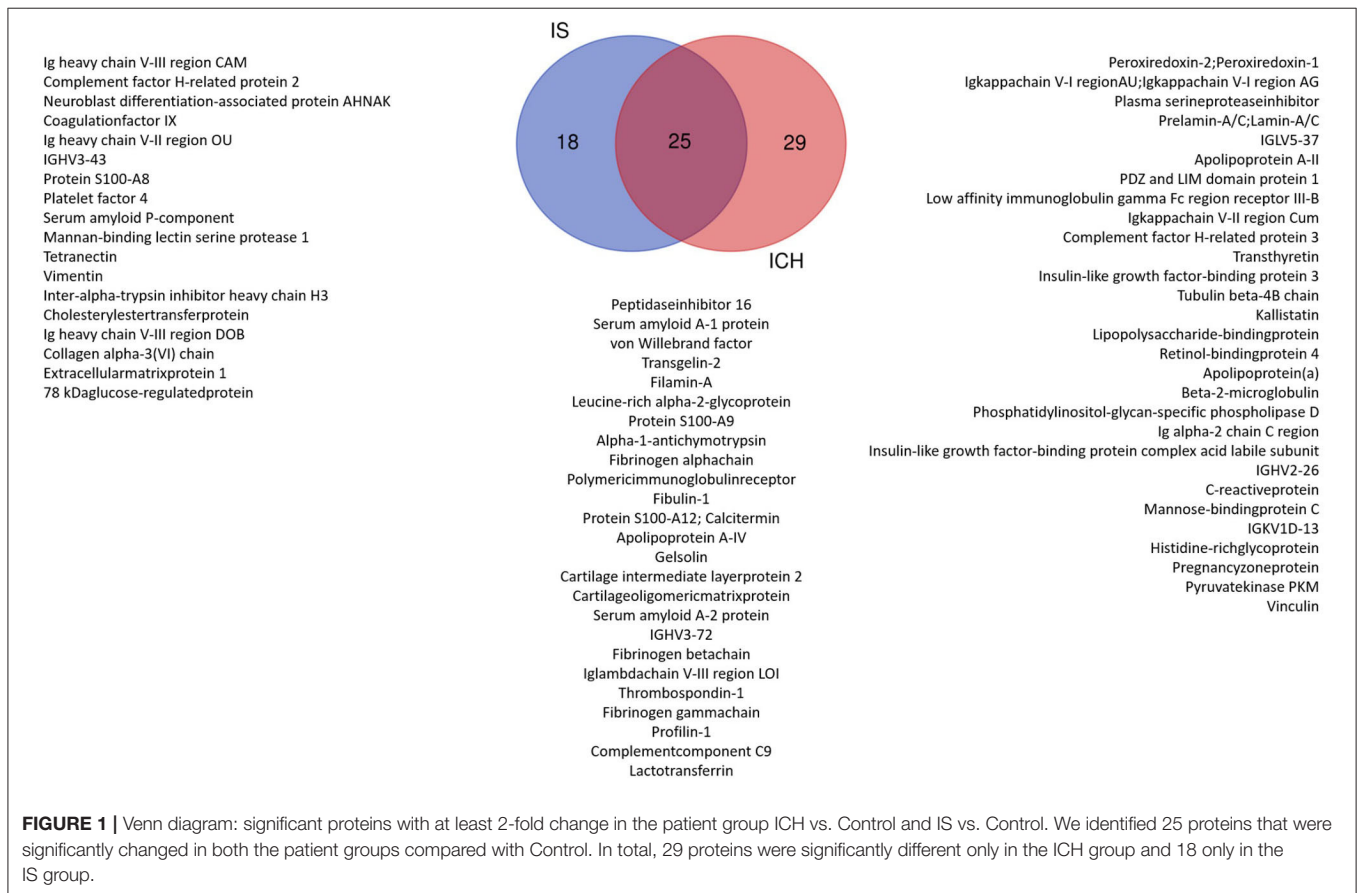 IS
18
25
29
ICH
Ig heavy chain V-III region CAM
Complement factor H-related protein 2
Neuroblast differentiation-associated protein AHNAK
Coagulationfactor IX
Ig heavy chain V-II region OU
IGHV3-43
Protein S100-A8
Platelet factor 4
Serum amyloid P-component
Mannan-binding lectin serine protease 1
Tetranectin
Vimentin
Inter-alpha-trypsin inhibitor heavy chain H3
Cholesterylestertransferprotein
Ig heavy chain V-III region DOB
Collagen alpha-3(VI) chain
Extracellularmatrixprotein 1
78 kDaglucose-regulatedprotein
Peptidaseinhibitor 16
Serum amyloid A-1 protein
von Willebrand factor
Transgelin-2
Filamin-A
Leucine-rich alpha-2-glycoprotein
Protein S100-A9
Alpha-1-antichymotrypsin
Fibrinogen alphachain
Polymericimmunoglobulinreceptor
Fibulin-1
Protein S100-A12; Calcitermin
Apolipoprotein A-IV
Gelsolin
Cartilage intermediate layerprotein 2
Cartilageoligomericmatrixprotein
Serum amyloid A-2 protein
IGHV3-72
Fibrinogen betachain
Iglambdachain V-III region LOI
Thrombospondin-1
Fibrinogen gammachain
Profilin-1
Complementcomponent C9
Lactotransferrin
Peroxiredoxin-2;Peroxiredoxin-1
Igkappachain V-I regionAU;Igkappachain V-I region AG
Plasma serineproteaseinhibitor
Prelamin-A/C;Lamin-A/C
IGLV5-37
Apolipoprotein A-II
PDZ and LIM domain protein 1
Low affinity immunoglobulin gamma Fc region receptor III-B
Igkappachain V-II region Cum
Complement factor H-related protein 3
Transthyretin
Insulin-like growth factor-binding protein 3
Tubulin beta-4B chain
Kallistatin
Lipopolysaccharide-bindingprotein
Retinol-bindingprotein 4
Apolipoprotein(a)
Beta-2-microglobulin
Phosphatidylinositol-glycan-specific phospholipase D
Ig alpha-2 chain C region
Insulin-like growth factor-binding protein complex acid labile subunit
IGHV2-26
C-reactiveprotein
Mannose-bindingprotein C
IGKV1D-13
Histidine-richglycoprotein
Pregnancyzoneprotein
Pyruvatekinase PKM
Vinculin
FIGURE 1 | Venn diagram: significant proteins with at least 2-fold change in the patient group ICH vs. Control and IS vs. Control. We identified 25 proteins that were
significantly changed in both the patient groups compared with Control. In total, 29 proteins were significantly different only in the ICH group and 18 only in the
IS group.